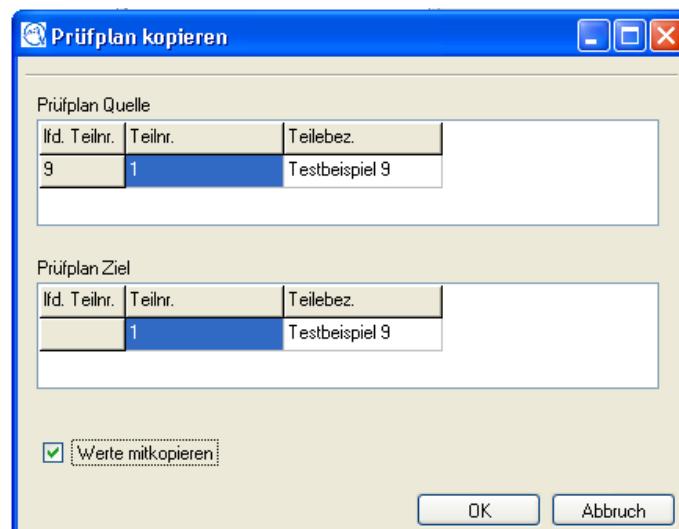 Prüfplan kopieren
Prüfplan Quelle
lfd. Teilnr. Teilnr. Teilebez.
9 1 Testbeispiel 9
Prüfplan Ziel
lfd. Teilnr. Teilnr. Teilebez.
1 Testbeispiel 9
Werte mitkopieren
OK Abbruch